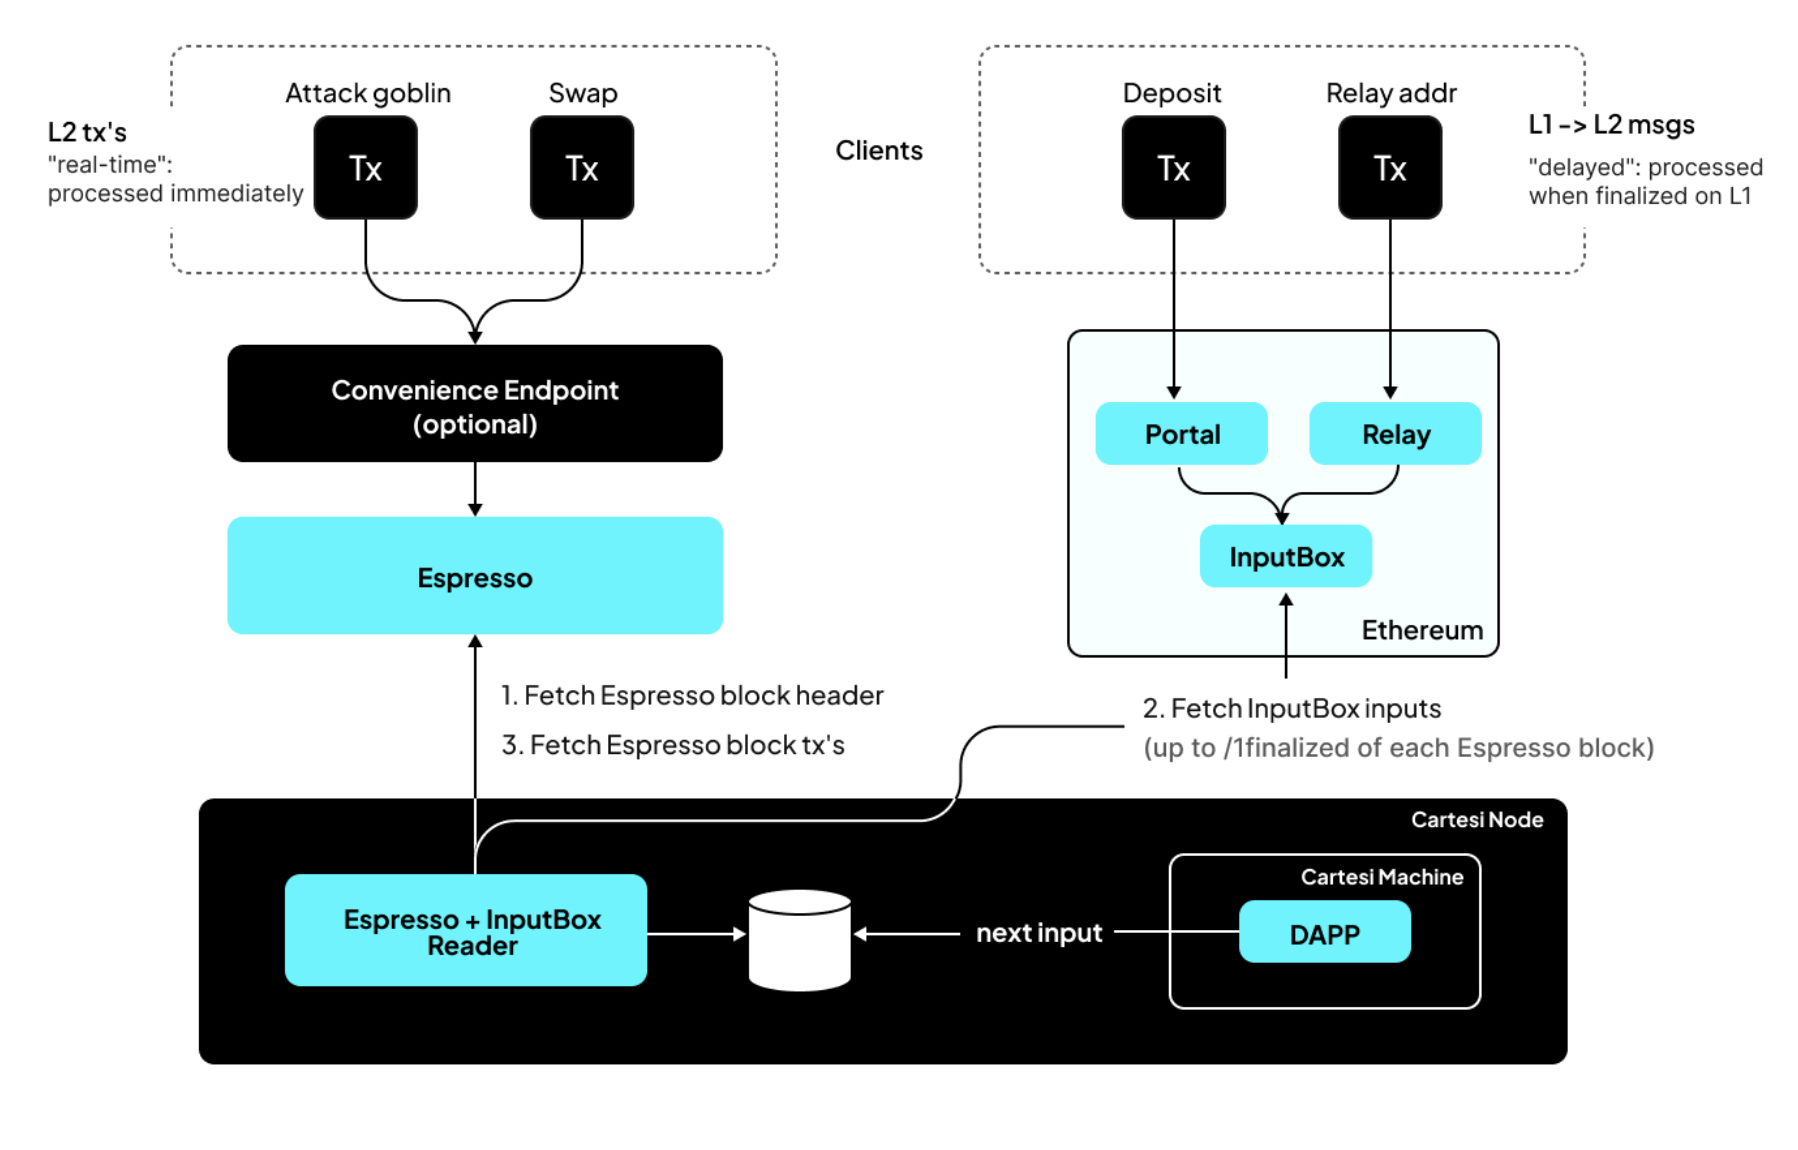 Attack goblin
Swap
Deposit
Relay addr
L2 tx's
"real-time":
processed immediately
Tx
Tx
Clients
Tx
Tx
L1 -> L2 msgs
"delayed": processed
when finalized on L1
Convenience Endpoint
(optional)
Portal
Relay
Espresso
InputBox
Ethereum
1. Fetch Espresso block header
3. Fetch Espresso block tx's
2. Fetch InputBox inputs
(up to /1finalized of each Espresso block)
Cartesi Node
Cartesi Machine
Espresso + InputBox
Reader
next input
DAPP